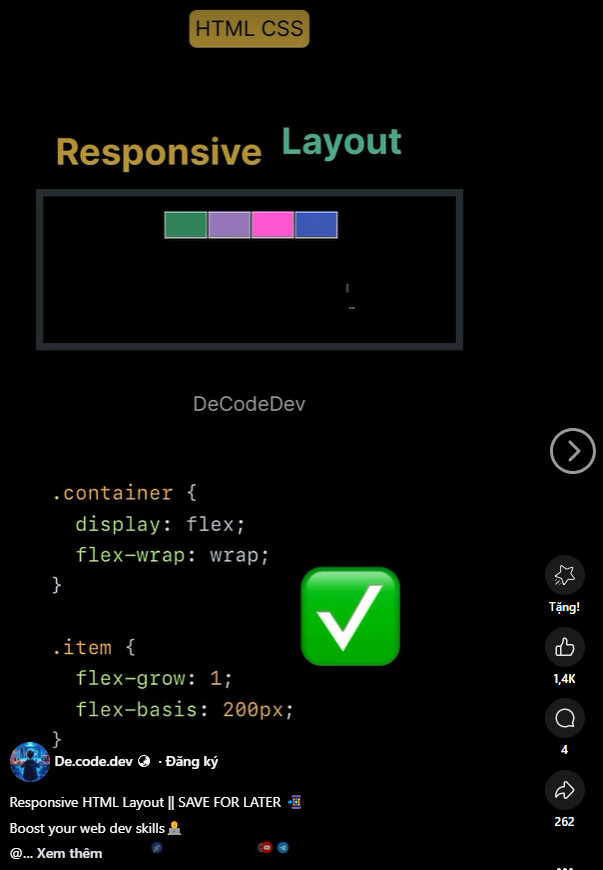 HTML CSS
Responsive Layout
DeCodeDev
.container {
display: flex;
flex-wrap: wrap;
}
.item {
flex-grow: 1;
flex-basis: 200px;
}
Tặng!
1,4K
4
262
De.code.dev · Đăng ký
Responsive HTML Layout || SAVE FOR LATER 📲
Boost your web dev skills🧑‍💻
@... Xem thêm